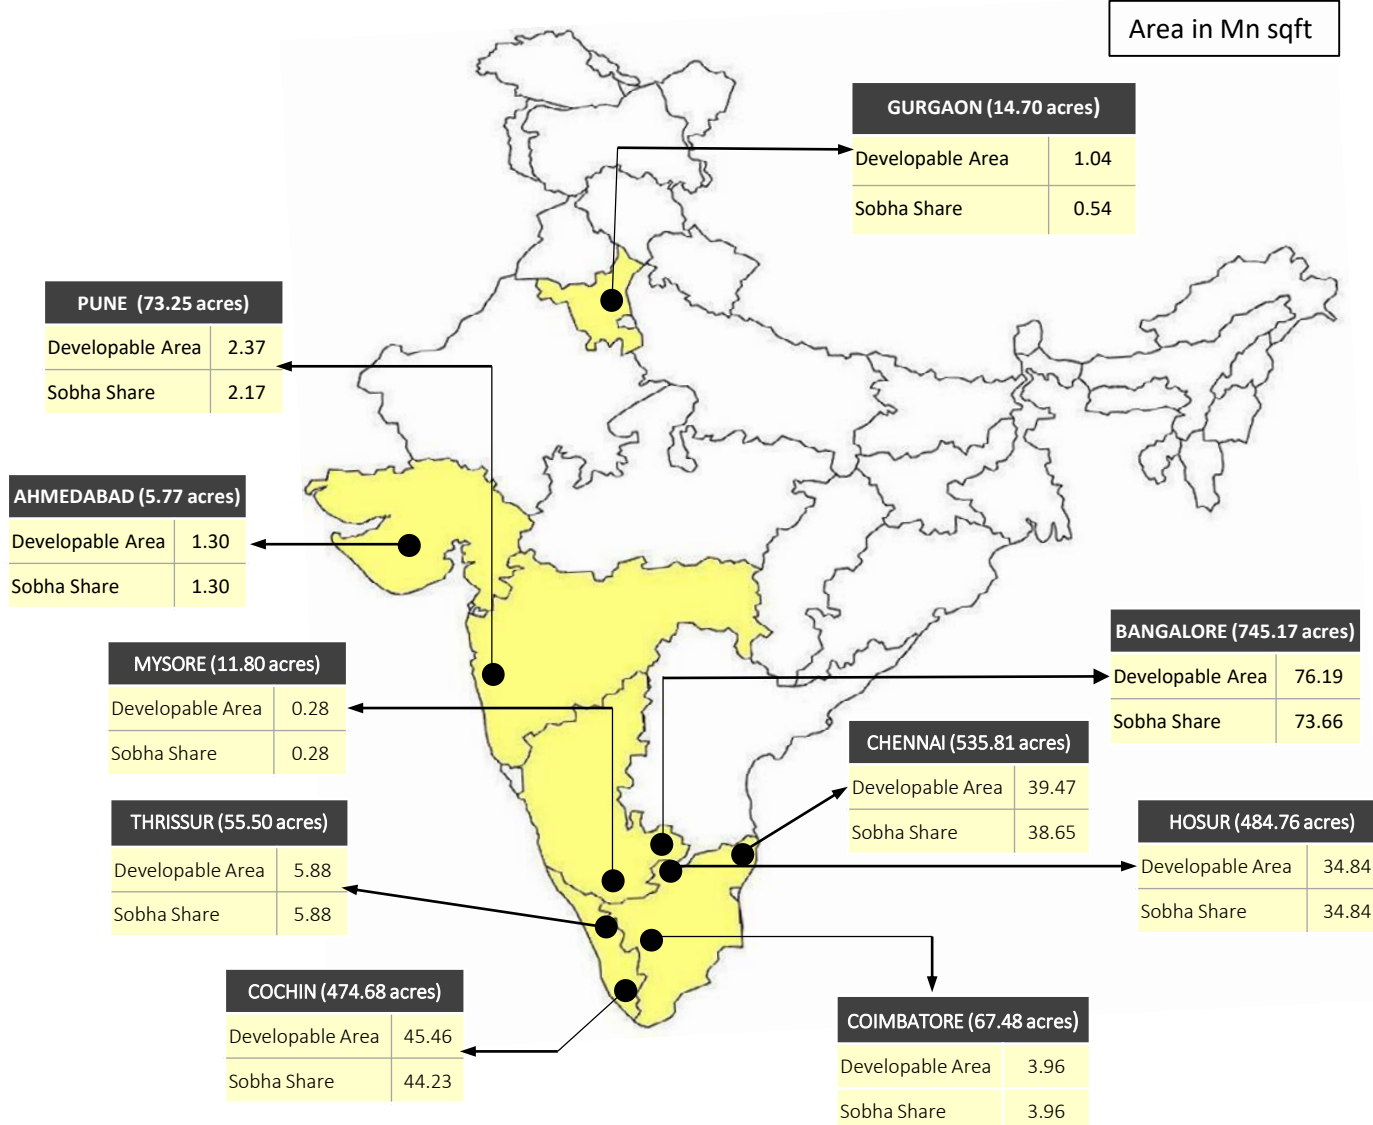 Area in Mn sqft
GURGAON (14.70 acres)
Developable Area 1.04
Sobha Share 0.54
PUNE (73.25 acres)
Developable Area 2.37
Sobha Share 2.17
AHMEDABAD (5.77 acres)
Developable Area 1.30
Sobha Share 1.30
BANGALORE (745.17 acres)
Developable Area 76.19
Sobha Share 73.66
MYSORE (11.80 acres)
Developable Area 0.28
Sobha Share 0.28
CHENNAI (535.81 acres)
Developable Area 39.47
Sobha Share 38.65
THRISSUR (55.50 acres)
Developable Area 5.88
Sobha Share 5.88
HOSUR (484.76 acres)
Developable Area 34.84
Sobha Share 34.84
COCHIN (474.68 acres)
Developable Area 45.46
Sobha Share 44.23
COIMBATORE (67.48 acres)
Developable Area 3.96
Sobha Share 3.96